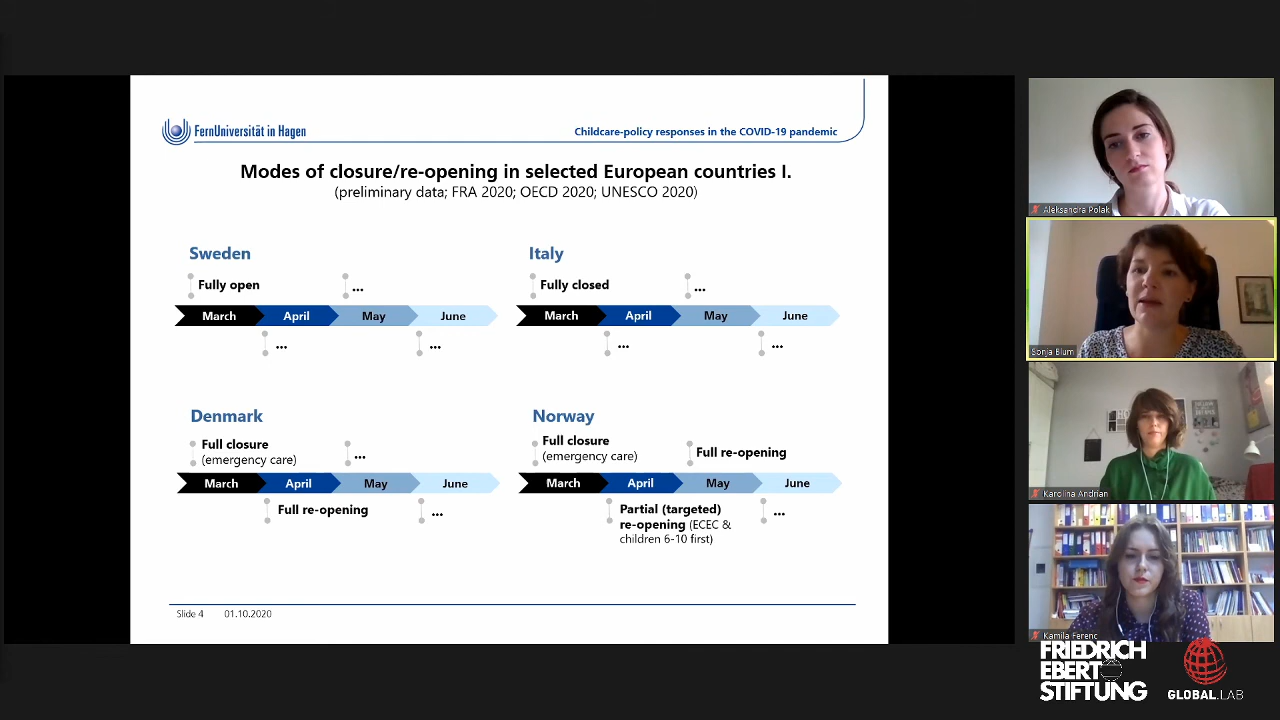 FernUniversität in Hagen
Childcare-policy responses in the COVID-19 pandemic
Modes of closure/re-opening in selected European countries I.
(preliminary data; FRA 2020; OECD 2020; UNESCO 2020)
Sweden
Fully open
...
March
April
May
June
...
...
Italy
Fully closed
...
March
April
May
June
...
...
Denmark
Full closure
(emergency care)
...
March
April
May
June
Full re-opening
...
Norway
Full closure
(emergency care)
Full re-opening
March
April
May
June
Partial (targeted)
re-opening (ECEC &
children 6-10 first)
...
Slide 4
01.10.2020
Aleksandra Polak
Sonja Blum
Karolina Andrian
Kamila Ferenc
FRIEDRICH
EBERT
STIFTUNG
GLOBAL.LAB